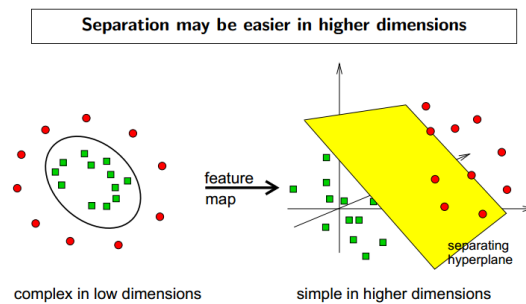 Separation may be easier in higher dimensions
feature
map
separating
hyperplane
complex in low dimensions
simple in higher dimensions